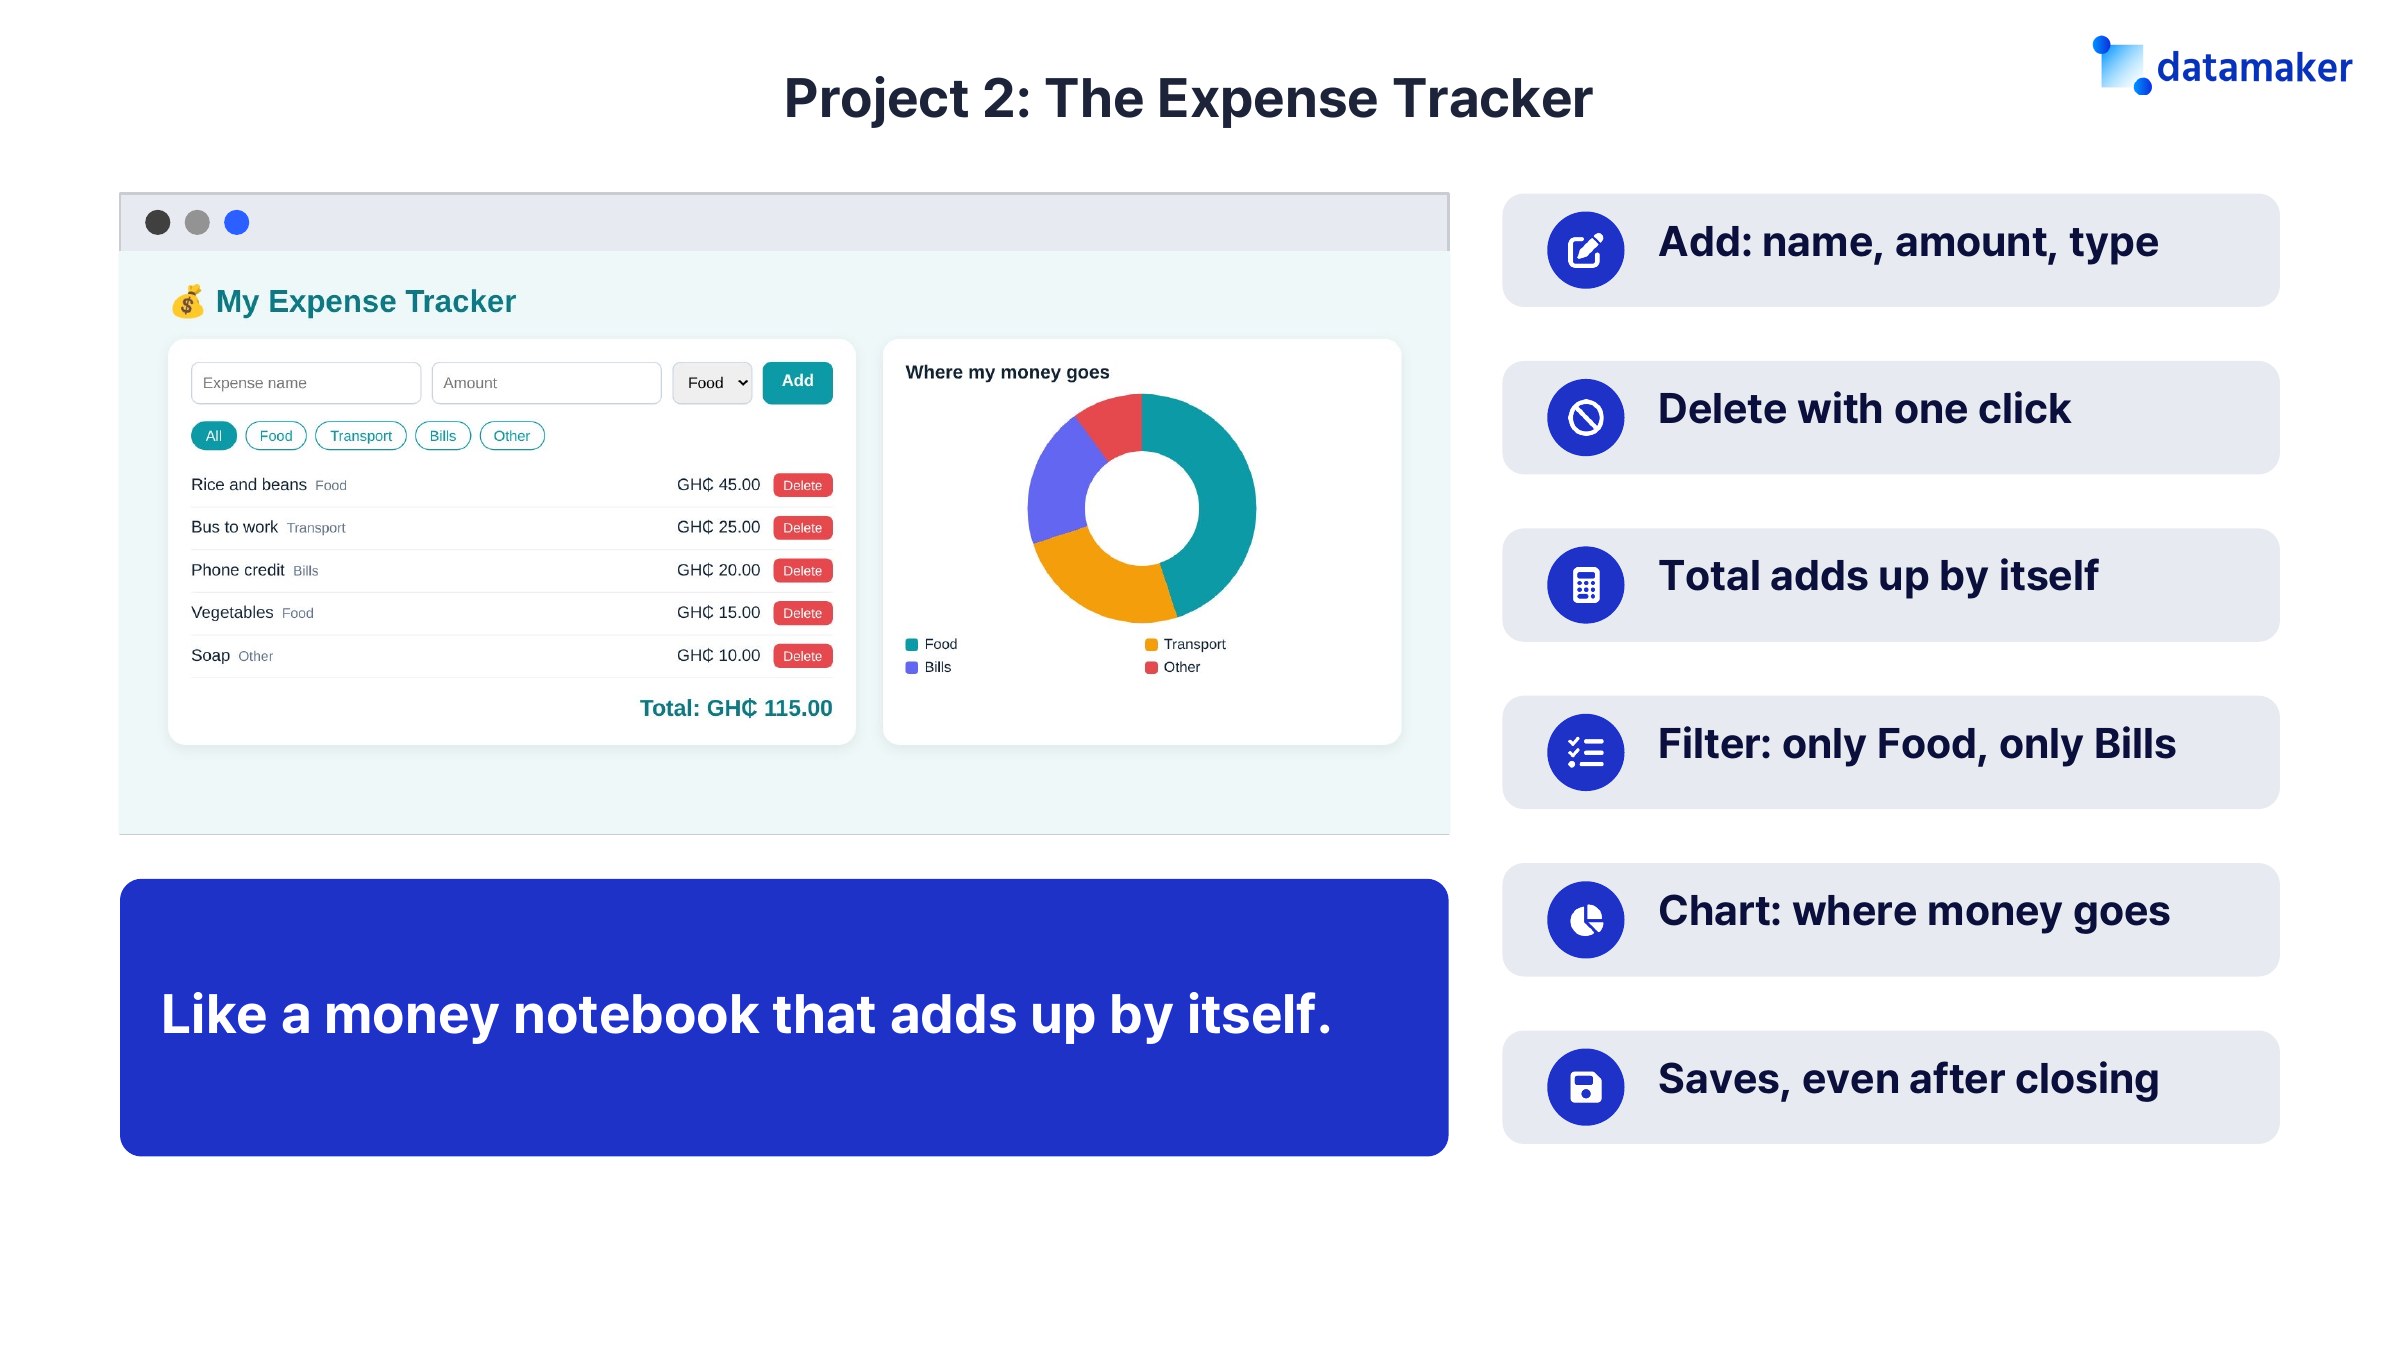 datamaker
Project 2: The Expense Tracker
💰 My Expense Tracker
Expense name
Amount
Food
Add
All
Food
Transport
Bills
Other
Rice and beans Food GH₵ 45.00 Delete
Bus to work Transport GH₵ 25.00 Delete
Phone credit Bills GH₵ 20.00 Delete
Vegetables Food GH₵ 15.00 Delete
Soap Other GH₵ 10.00 Delete
Total: GH₵ 115.00
Where my money goes
Food
Transport
Bills
Other
Like a money notebook that adds up by itself.
Add: name, amount, type
Delete with one click
Total adds up by itself
Filter: only Food, only Bills
Chart: where money goes
Saves, even after closing